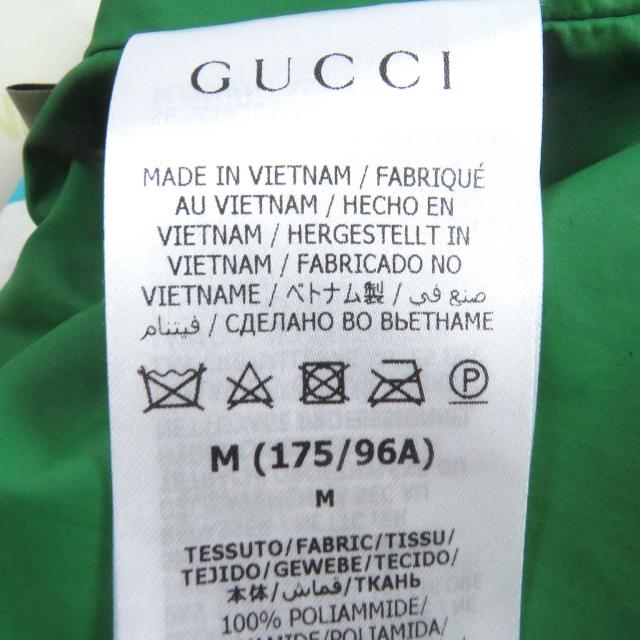 GUCCI
MADE IN VIETNAM / FABRIQUÉ
AU VIETNAM / HECHO EN
VIETNAM / HERGESTELLT IN
VIETNAM / FABRICADO NO
VIETNAME / ベトナム製 / صنع في
فيتنام / СДЕЛАНО ВО ВЬЕТНАМЕ
P
M (175/96A)
M
TESSUTO/FABRIC/TISSU/
TEJIDO/GEWEBE/TECIDO/
本体/قماش/ТКАНЬ
100% POLIAMMIDE/
POLYAMIDE/POLIAMIDA/